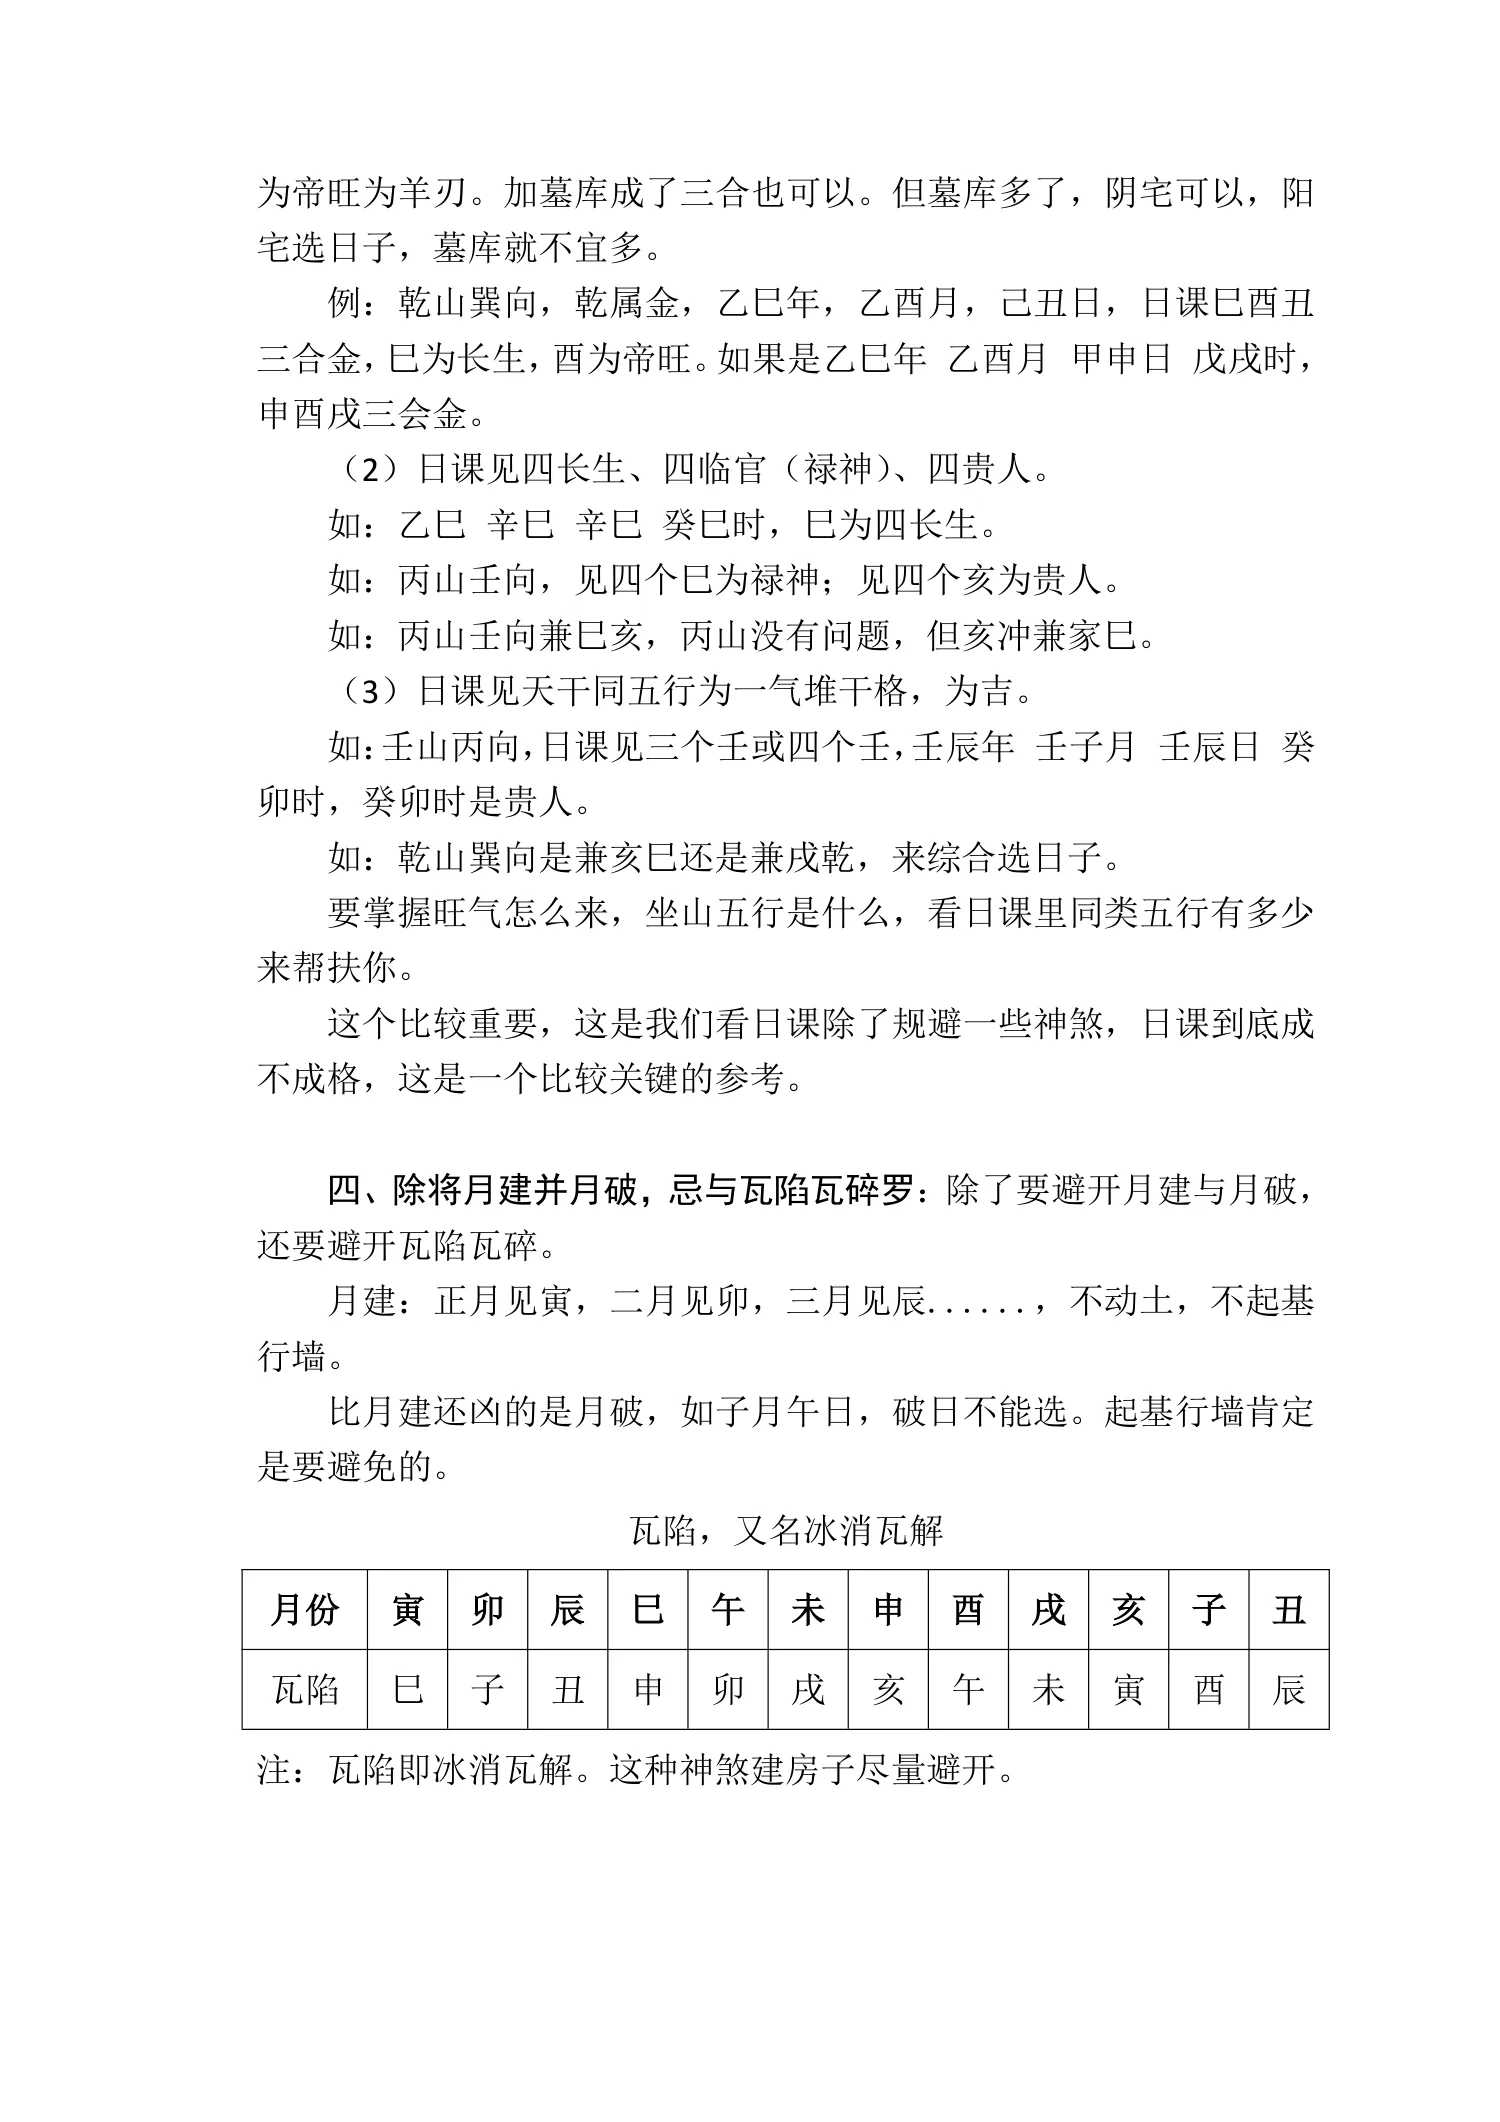 为帝旺为羊刃。加墓库成了三合也可以。但墓库多了，阴宅可以，阳
宅选日子，墓库就不宜多。
例：乾山巽向，乾属金，乙巳年，乙酉月，己丑日，日课巳酉丑
三合金，巳为长生，酉为帝旺。如果是乙巳年 乙酉月 甲申日 戊戌时，
申酉戌三会金。
（2）日课见四长生、四临官（禄神）、四贵人。
如：乙巳 辛巳 辛巳 癸巳时，巳为四长生。
如：丙山壬向，见四个巳为禄神；见四个亥为贵人。
如：丙山壬向兼巳亥，丙山没有问题，但亥冲兼家巳。
（3）日课见天干同五行为一气堆干格，为吉。
如：壬山丙向，日课见三个壬或四个壬，壬辰年 壬子月 壬辰日 癸
卯时，癸卯时是贵人。
如：乾山巽向是兼亥巳还是兼戌乾，来综合选日子。
要掌握旺气怎么来，坐山五行是什么，看日课里同类五行有多少
来帮扶你。
这个比较重要，这是我们看日课除了规避一些神煞，日课到底成
不成格，这是一个比较关键的参考。
四、除将月建并月破，忌与瓦陷瓦碎罗：除了要避开月建与月破，
还要避开瓦陷瓦碎。
月建：正月见寅，二月见卯，三月见辰......，不动土，不起基
行墙。
比月建还凶的是月破，如子月午日，破日不能选。起基行墙肯定
是要避免的。
瓦陷，又名冰消瓦解
月份 寅 卯 辰 巳 午 未 申 酉 戌 亥 子 丑
瓦陷 巳 子 丑 申 卯 戌 亥 午 未 寅 酉 辰
注：瓦陷即冰消瓦解。这种神煞建房子尽量避开。